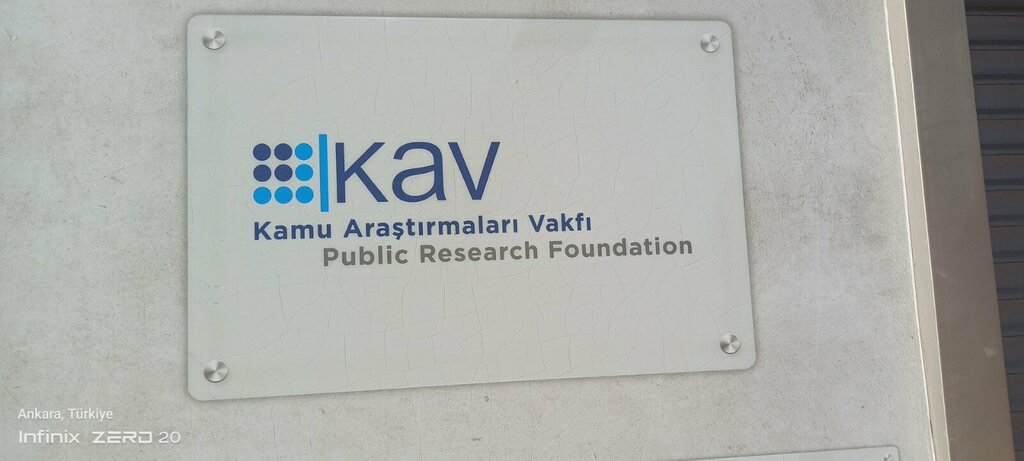 kav
Kamu Araştırmaları Vakfı
Public Research Foundation
Ankara, Türkiye
Infinix ZERO 20